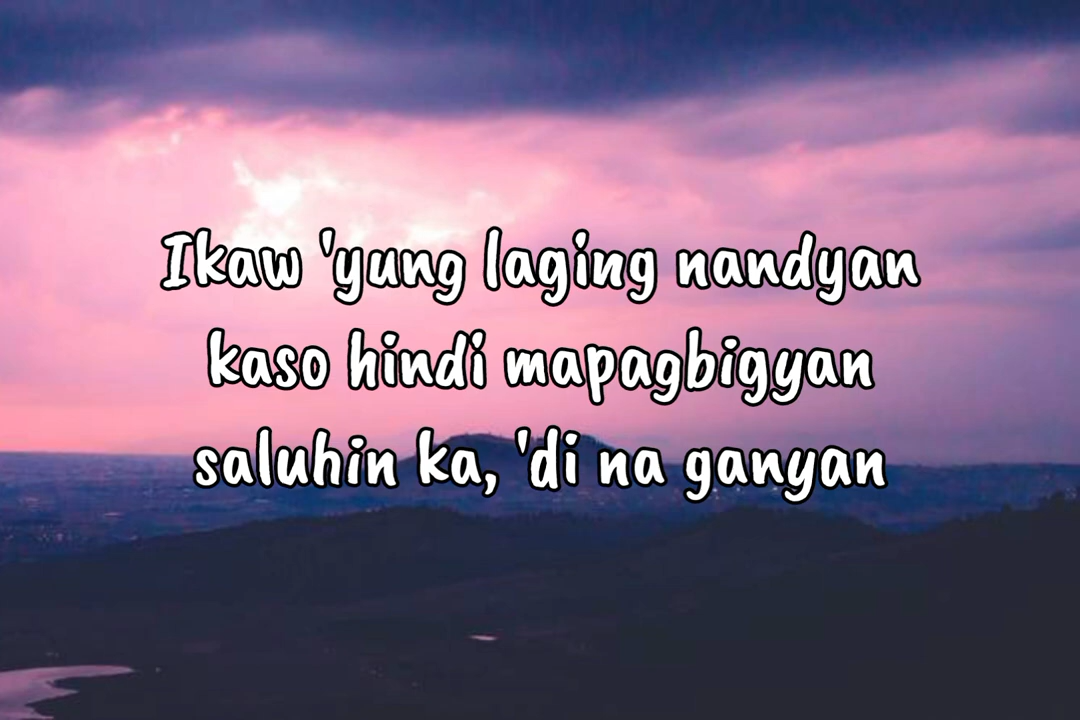 Ikaw 'yung laging nandyan
kaso hindi mapagbigyan
saluhin ka, 'di na ganyan